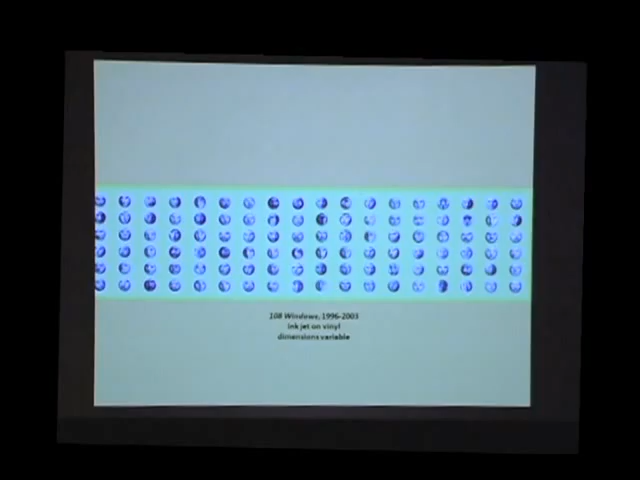 108 Windows, 1996-2003
ink jet on vinyl
dimensions variable